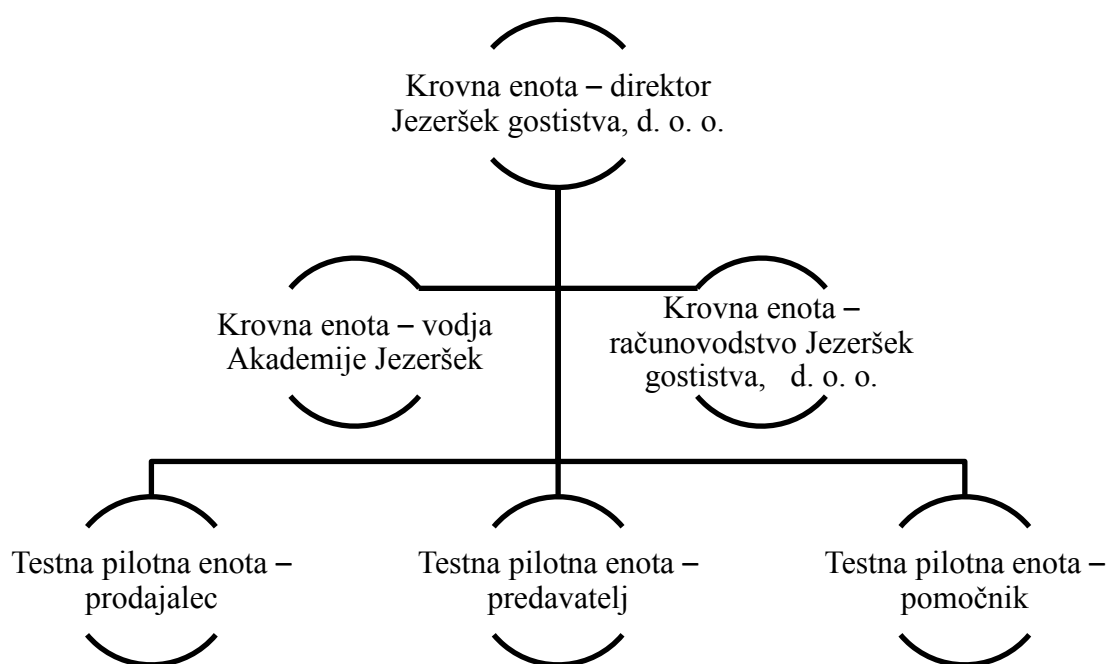 Krovna enota – direktor
Jezeršek gostistva, d. o. o.
Krovna enota – vodja
Akademije Jezeršek
Krovna enota –
računovodstvo Jezeršek
gostistva, d. o. o.
Testna pilotna enota –
prodajalec
Testna pilotna enota –
predavatelj
Testna pilotna enota –
pomočnik